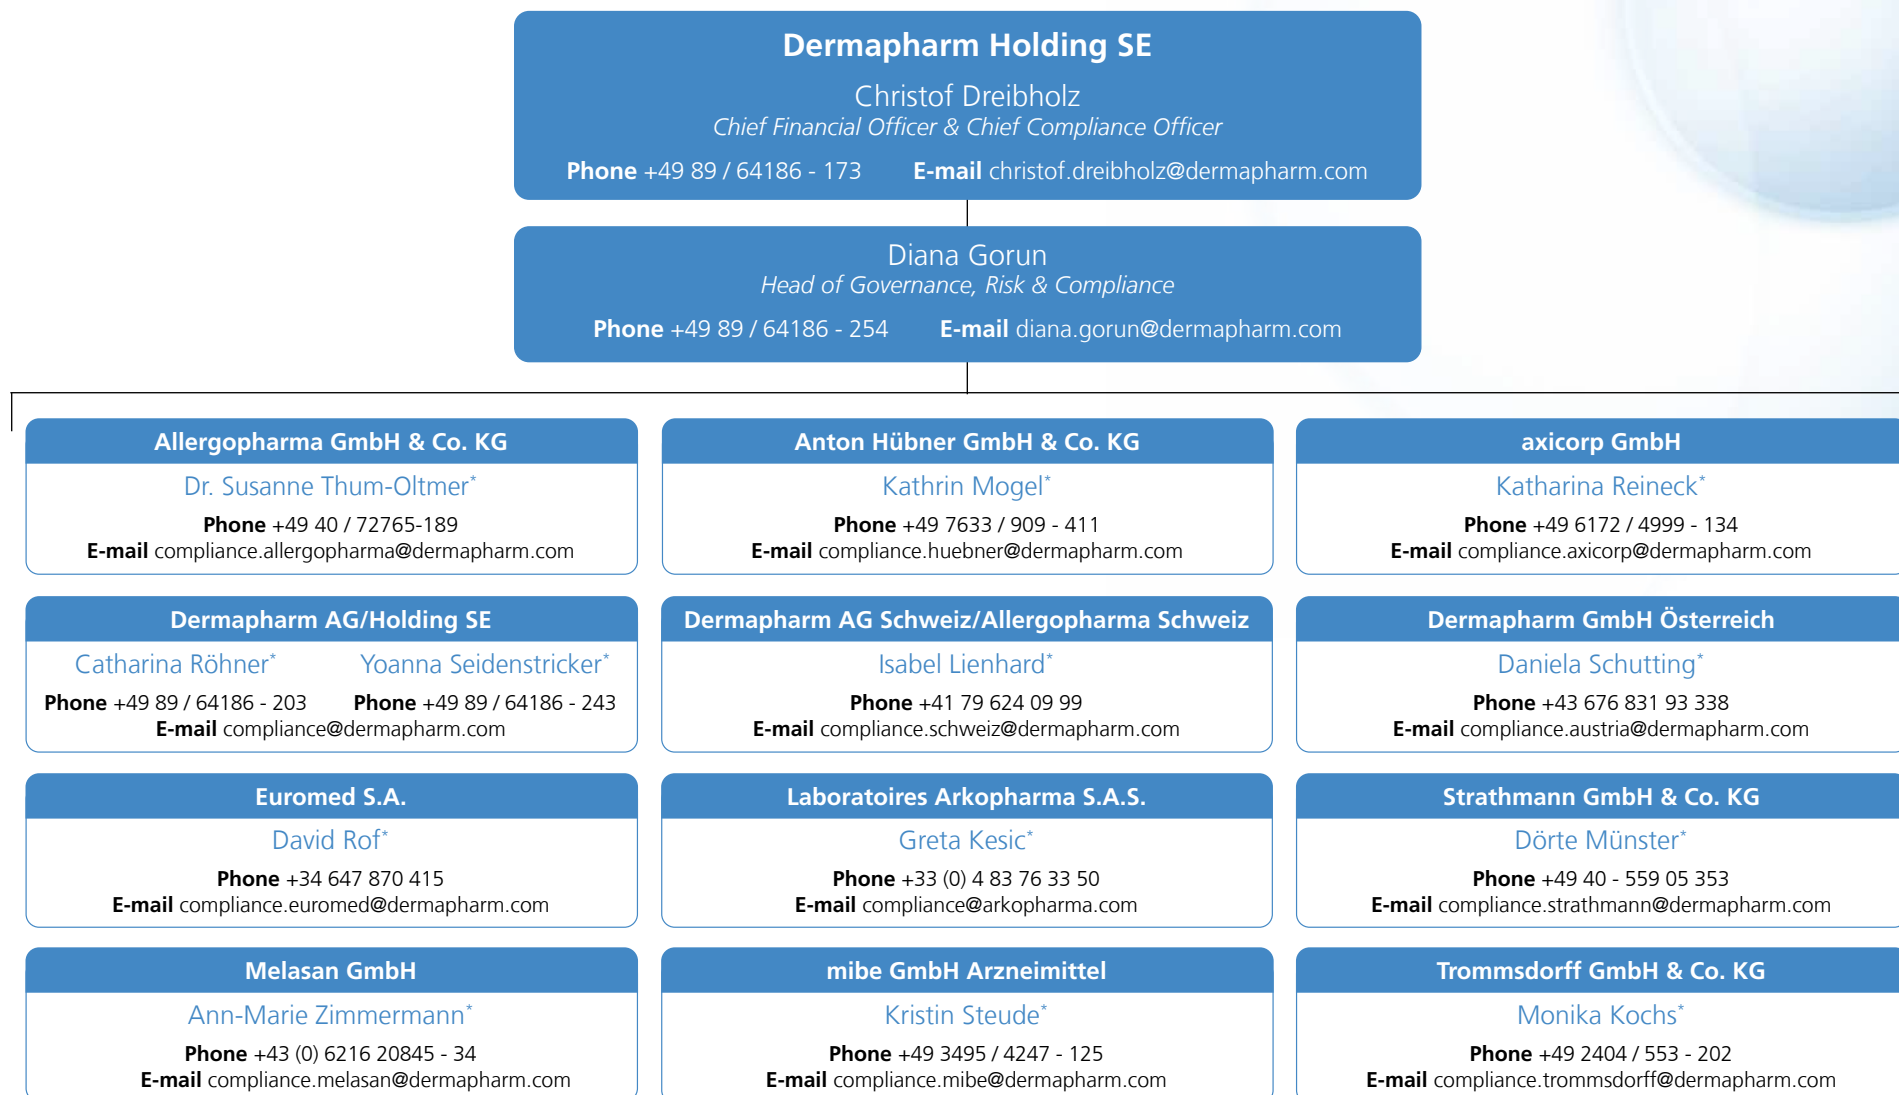 Dermapharm Holding SE
Christof Dreibholz
Chief Financial Officer & Chief Compliance Officer
Phone +49 89 / 64186 - 173 E-mail christof.dreibholz@dermapharm.com
Diana Gorun
Head of Governance, Risk & Compliance
Phone +49 89 / 64186 - 254 E-mail diana.gorun@dermapharm.com
Allergopharma GmbH & Co. KG
Dr. Susanne Thum-Oltmer*
Phone +49 40 / 72765-189
E-mail compliance.allergopharma@dermapharm.com
Anton Hübner GmbH & Co. KG
Kathrin Mogel*
Phone +49 7633 / 909 - 411
E-mail compliance.huebner@dermapharm.com
axicorp GmbH
Katharina Reineck*
Phone +49 6172 / 4999 - 134
E-mail compliance.axicorp@dermapharm.com
Dermapharm AG/Holding SE
Catharina Röhner* Yoanna Seidenstricker*
Phone +49 89 / 64186 - 203 Phone +49 89 / 64186 - 243
E-mail compliance@dermapharm.com
Dermapharm AG Schweiz/Allergopharma Schweiz
Isabel Lienhard*
Phone +41 79 624 09 99
E-mail compliance.schweiz@dermapharm.com
Dermapharm GmbH Österreich
Daniela Schutting*
Phone +43 676 831 93 338
E-mail compliance.austria@dermapharm.com
Euromed S.A.
David Rof*
Phone +34 647 870 415
E-mail compliance.euromed@dermapharm.com
Laboratoires Arkopharma S.A.S.
Greta Kesic*
Phone +33 (0) 4 83 76 33 50
E-mail compliance@arkopharma.com
Strathmann GmbH & Co. KG
Dörte Münster*
Phone +49 40 - 559 05 353
E-mail compliance.strathmann@dermapharm.com
Melasan GmbH
Ann-Marie Zimmermann*
Phone +43 (0) 6216 20845 - 34
E-mail compliance.melasan@dermapharm.com
mibe GmbH Arzneimittel
Kristin Steude*
Phone +49 3495 / 4247 - 125
E-mail compliance.mibe@dermapharm.com
Trommsdorff GmbH & Co. KG
Monika Kochs*
Phone +49 2404 / 553 - 202
E-mail compliance.trommsdorff@dermapharm.com